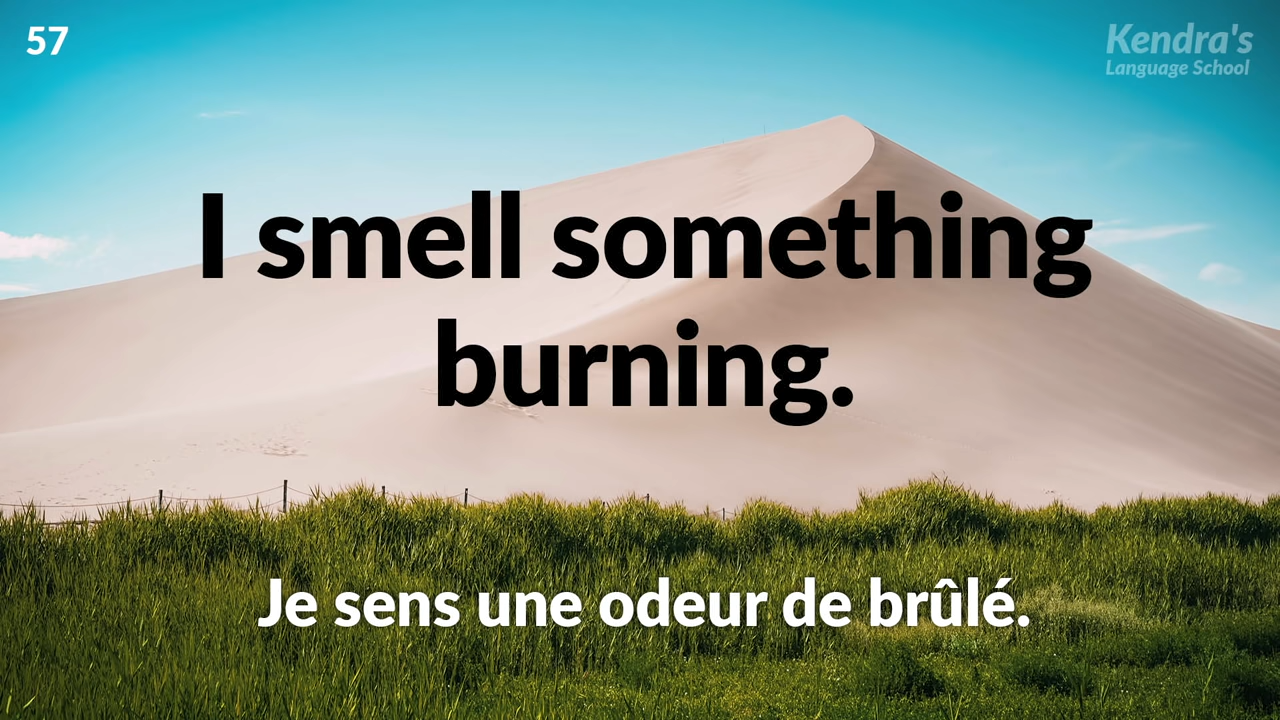 57
Kendra's
Language School
I smell something
burning.
Je sens une odeur de brûlé.